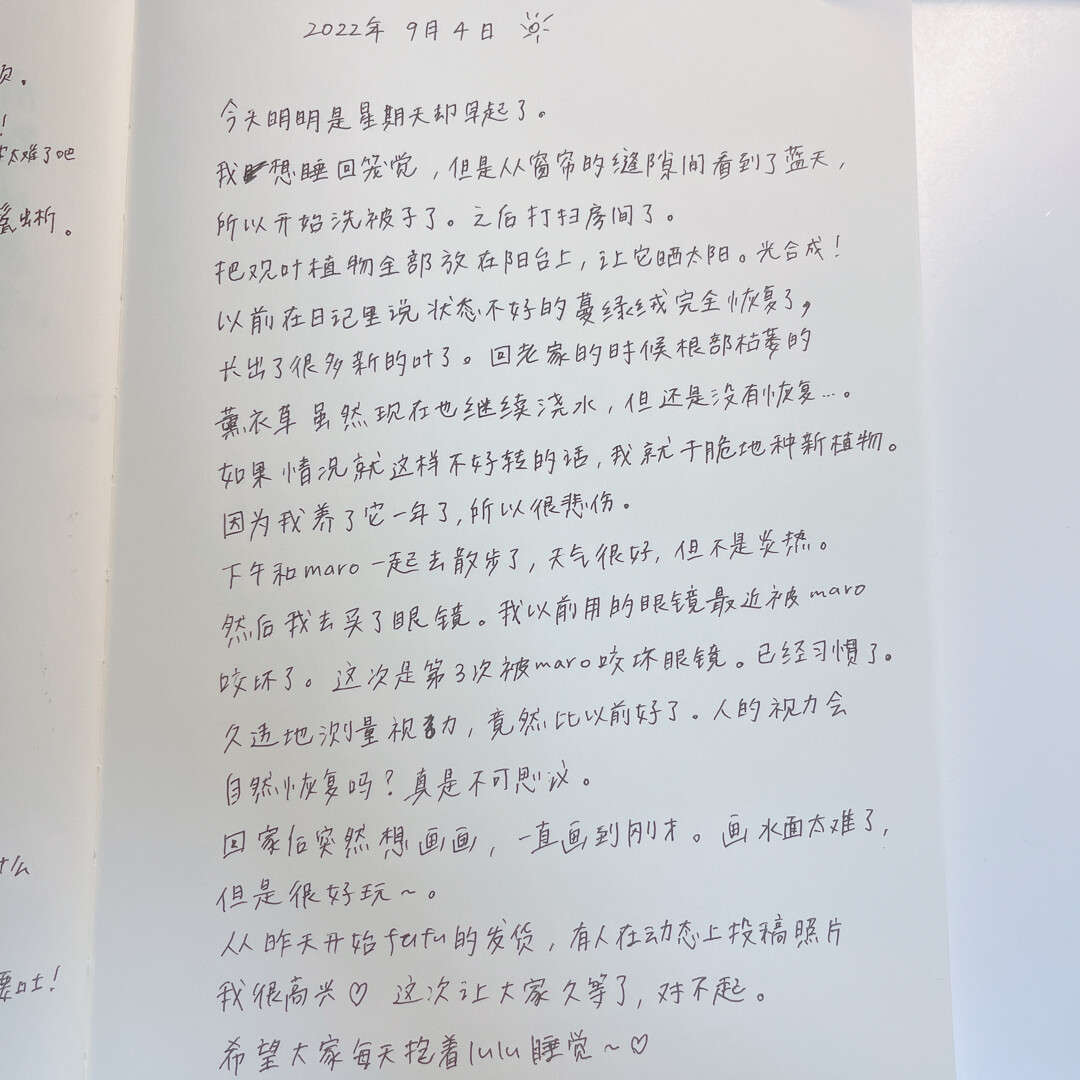 2022年 9月 4日
今天明明是星期天却早起了。
我想睡回笼觉，但是从窗帘的缝隙间看到了蓝天，
所以开始洗被子了。之后打扫房间了。
把观叶植物全部放在阳台上，让它晒太阳。光合成！
以前在日记里说状态不好的蔓绿绒完全恢复了，
长出了很多新的叶了。回老家的时候根部枯萎的
薰衣草虽然现在也继续浇水，但还是没有恢复…。
如果情况就这样不好转的话，我就干脆地种新植物。
因为我养了它一年了，所以很悲伤。
下午和maro一起去散步了，天气很好，但不是炎热。
然后我去买了眼镜。我以前用的眼镜最近被maro
咬坏了。这次是第3次被maro咬坏眼镜。已经习惯了。
久违地测量视力，竟然比以前好了。人的视力会
自然恢复吗？真是不可思议。
回家后突然想画画，一直画到刚才。画水面太难了，
但是很好玩～。
从昨天开始fufu的发货，有人在动态上投稿照片
我很高兴♡ 这次让大家久等了，对不起。
希望大家每天抱着lulu睡觉～♡
页。
！
太难了吧
出析。
什么
要吐！